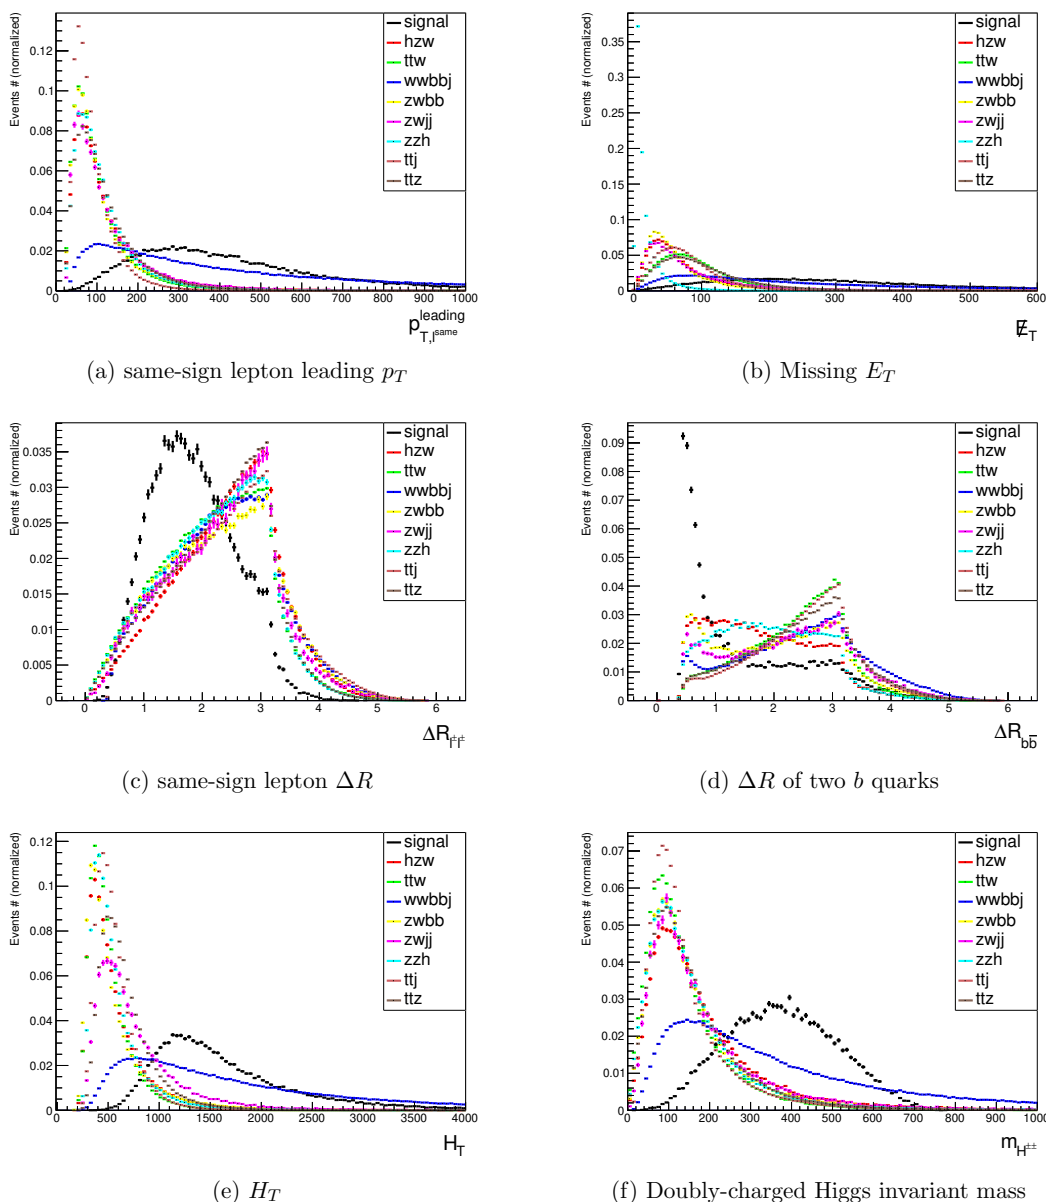 Events # (normalized)
0.12
0.1
0.08
0.06
0.04
0.02
0
0 100 200 300 400 500 600 700 800 900 1000
signal
hzw
ttw
wwbbj
zwbb
zwjj
zzh
ttj
ttz
p leading T, l same
(a) same-sign lepton leading p_T
Events # (normalized)
0.35
0.3
0.25
0.2
0.15
0.1
0.05
0
0 100 200 300 400 500 600
signal
hzw
ttw
wwbbj
zwbb
zwjj
zzh
ttj
ttz
E̸_T
(b) Missing E_T
Events # (normalized)
0.035
0.03
0.025
0.02
0.015
0.01
0.005
0
0 1 2 3 4 5 6
signal
hzw
ttw
wwbbj
zwbb
zwjj
zzh
ttj
ttz
ΔR l±l±
(c) same-sign lepton ΔR
Events # (normalized)
0.09
0.08
0.07
0.06
0.05
0.04
0.03
0.02
0.01
0
0 1 2 3 4 5 6
signal
hzw
ttw
wwbbj
zwbb
zwjj
zzh
ttj
ttz
ΔR bb̅
(d) ΔR of two b quarks
Events # (normalized)
0.12
0.1
0.08
0.06
0.04
0.02
0
0 500 1000 1500 2000 2500 3000 3500 4000
signal
hzw
ttw
wwbbj
zwbb
zwjj
zzh
ttj
ttz
H_T
(e) H_T
Events # (normalized)
0.07
0.06
0.05
0.04
0.03
0.02
0.01
0
0 100 200 300 400 500 600 700 800 900 1000
signal
hzw
ttw
wwbbj
zwbb
zwjj
zzh
ttj
ttz
m H±±
(f) Doubly-charged Higgs invariant mass